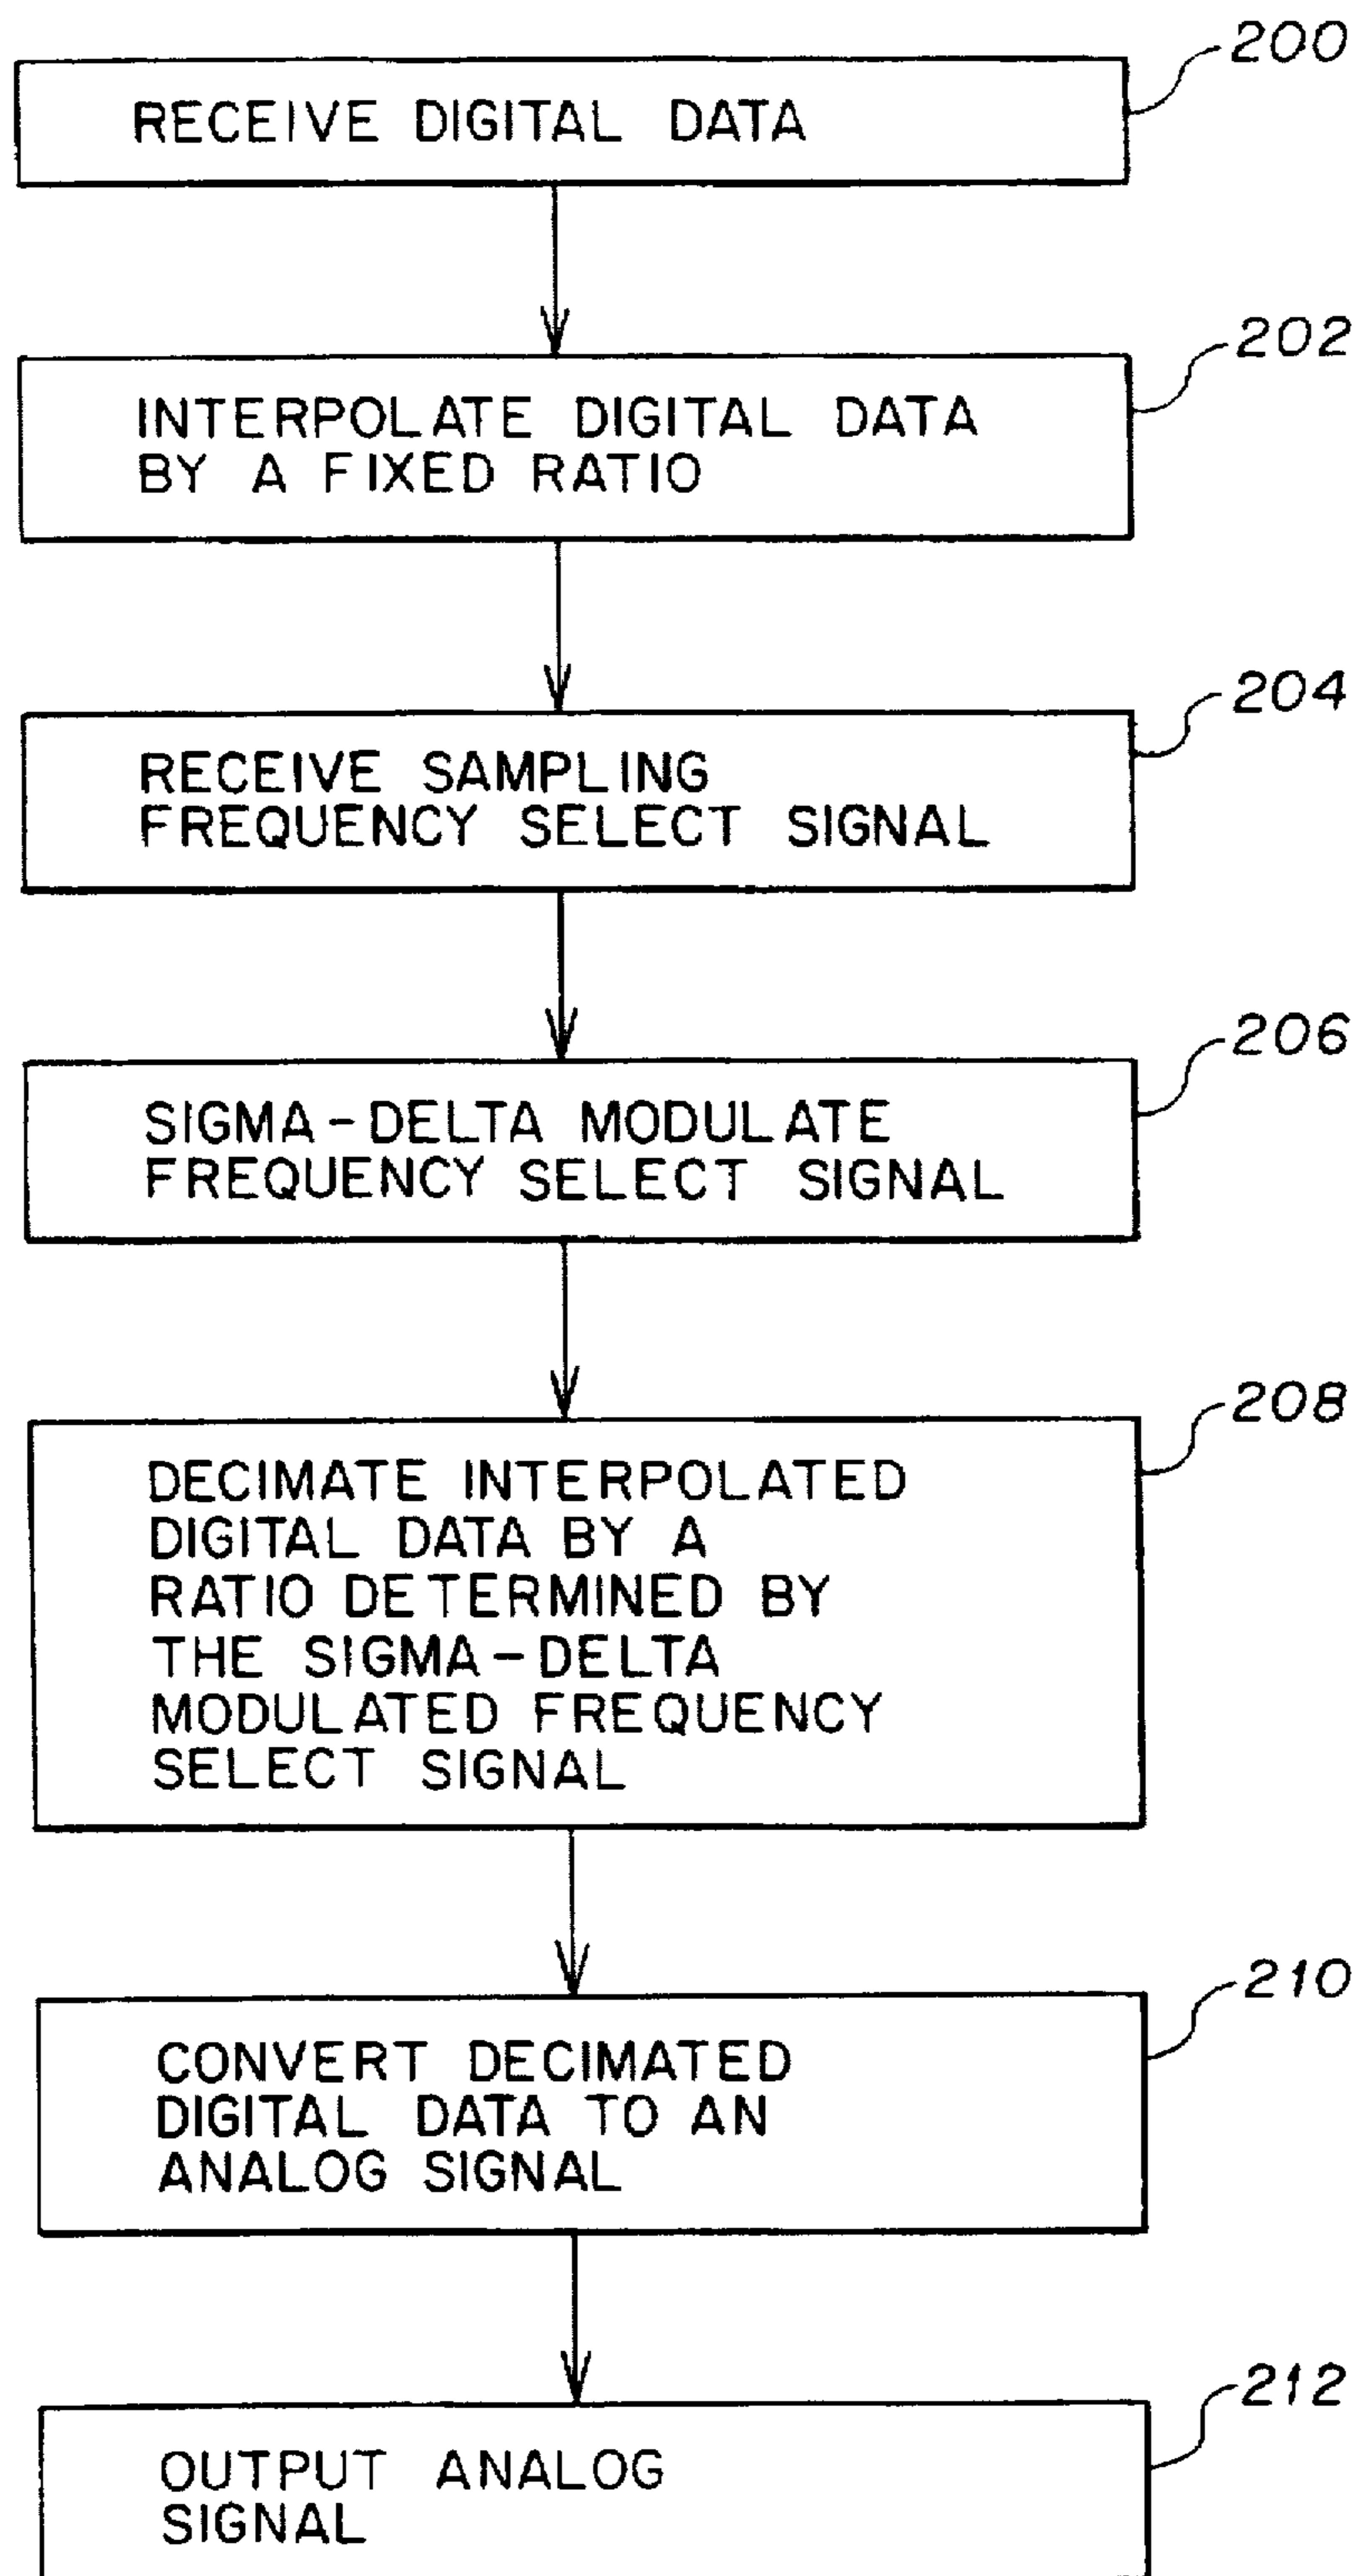 200
RECEIVE DIGITAL DATA
202
INTERPOLATE DIGITAL DATA
BY A FIXED RATIO
204
RECEIVE SAMPLING
FREQUENCY SELECT SIGNAL
206
SIGMA-DELTA MODULATE
FREQUENCY SELECT SIGNAL
208
DECIMATE INTERPOLATED
DIGITAL DATA BY A
RATIO DETERMINED BY
THE SIGMA-DELTA
MODULATED FREQUENCY
SELECT SIGNAL
210
CONVERT DECIMATED
DIGITAL DATA TO AN
ANALOG SIGNAL
212
OUTPUT ANALOG
SIGNAL